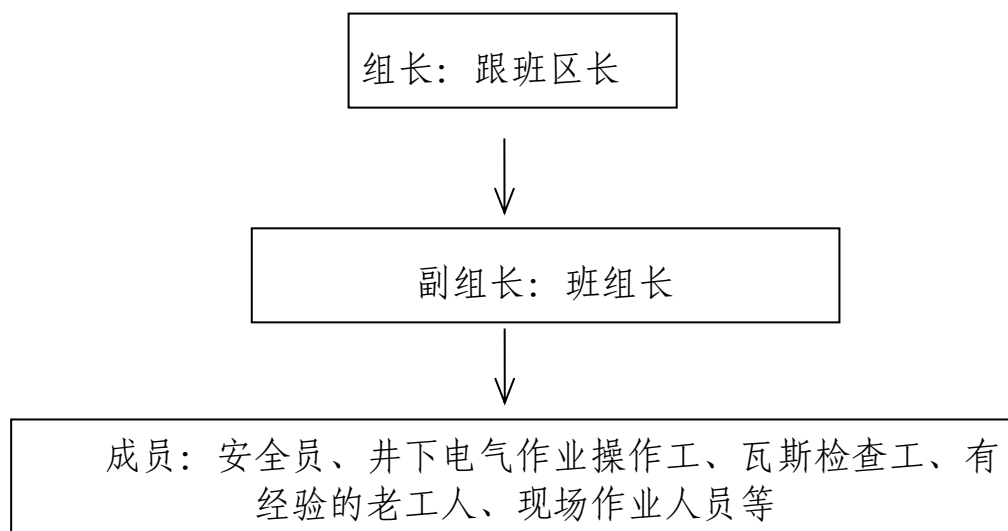 组长：跟班区长
副组长：班组长
成员：安全员、井下电气作业操作工、瓦斯检查工、有
经验的老工人、现场作业人员等